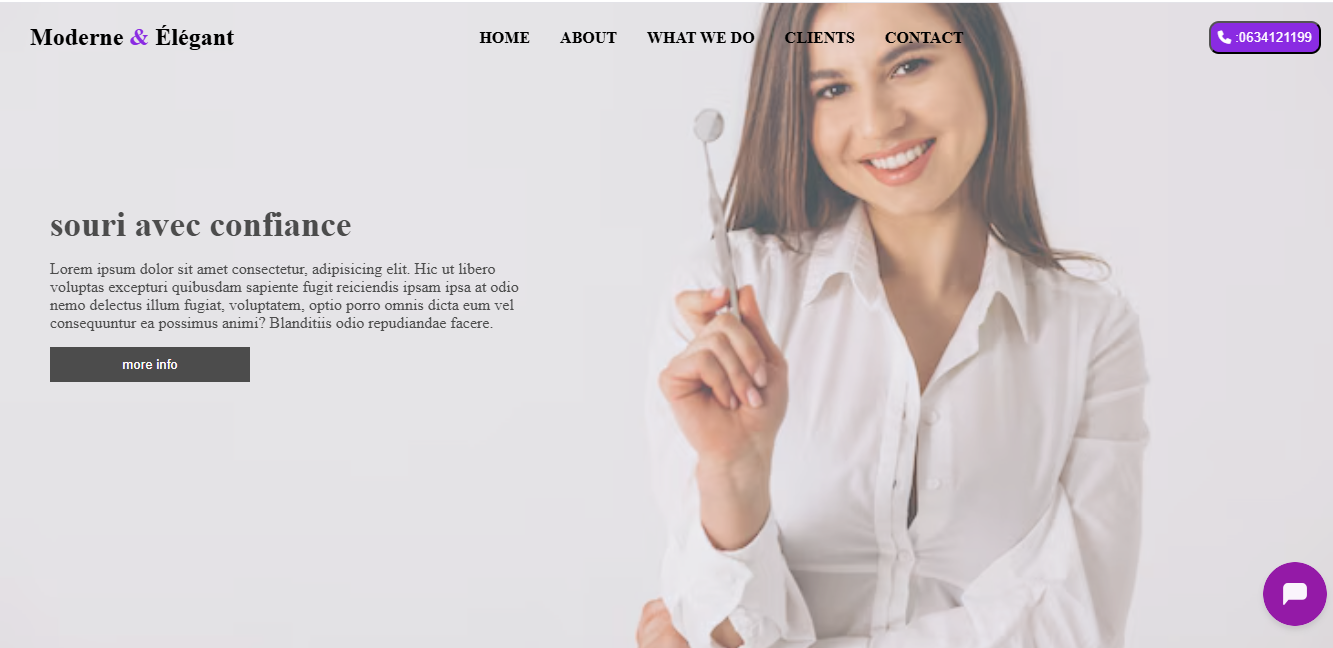 Moderne & Élégant
HOME ABOUT WHAT WE DO CLIENTS CONTACT
:0634121199
souri avec confiance
Lorem ipsum dolor sit amet consectetur, adipisicing elit. Hic ut libero
voluptas excepturi quibusdam sapiente fugit reiciendis ipsam ipsa at odio
nemo delectus illum fugiat, voluptatem, optio porro omnis dicta eum vel
consequuntur ea possimus animi? Blanditiis odio repudiandae facere.
more info